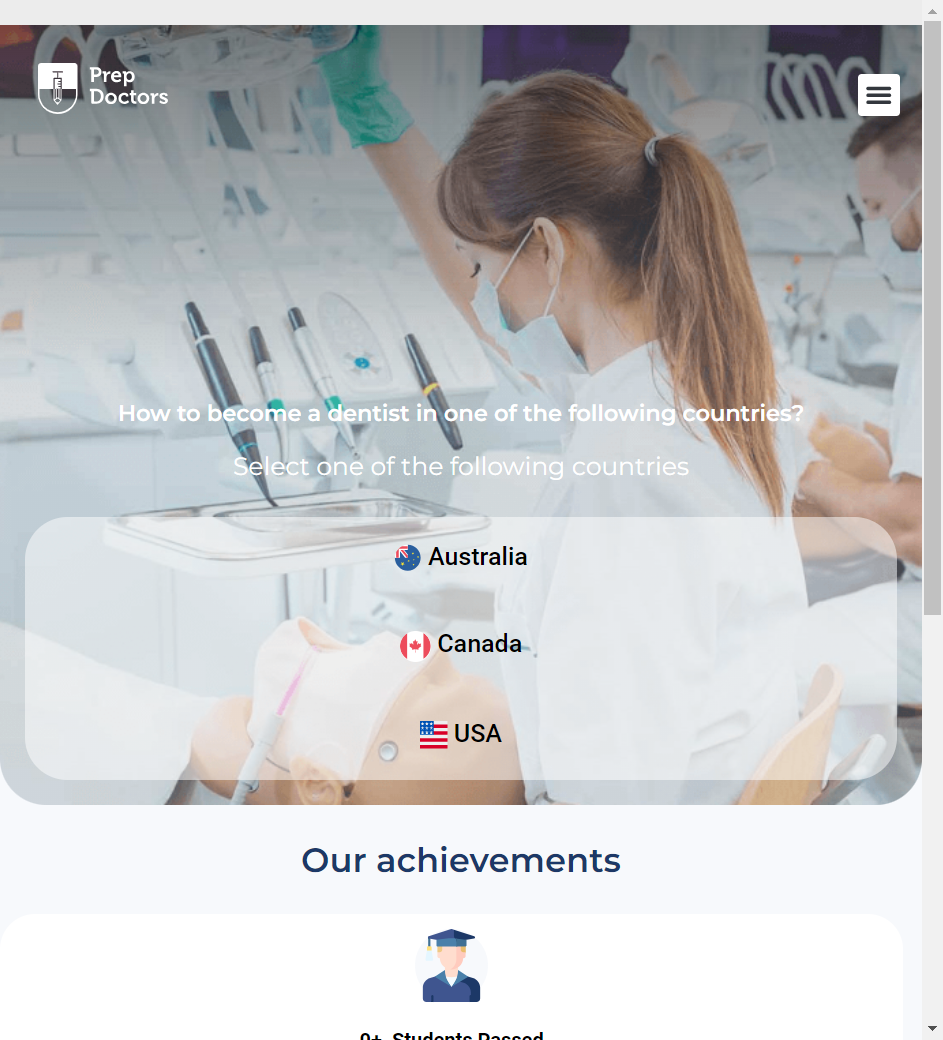 Prep
Doctors
How to become a dentist in one of the following countries?
Select one of the following countries
Australia
Canada
USA
Our achievements
0+ Students Passed